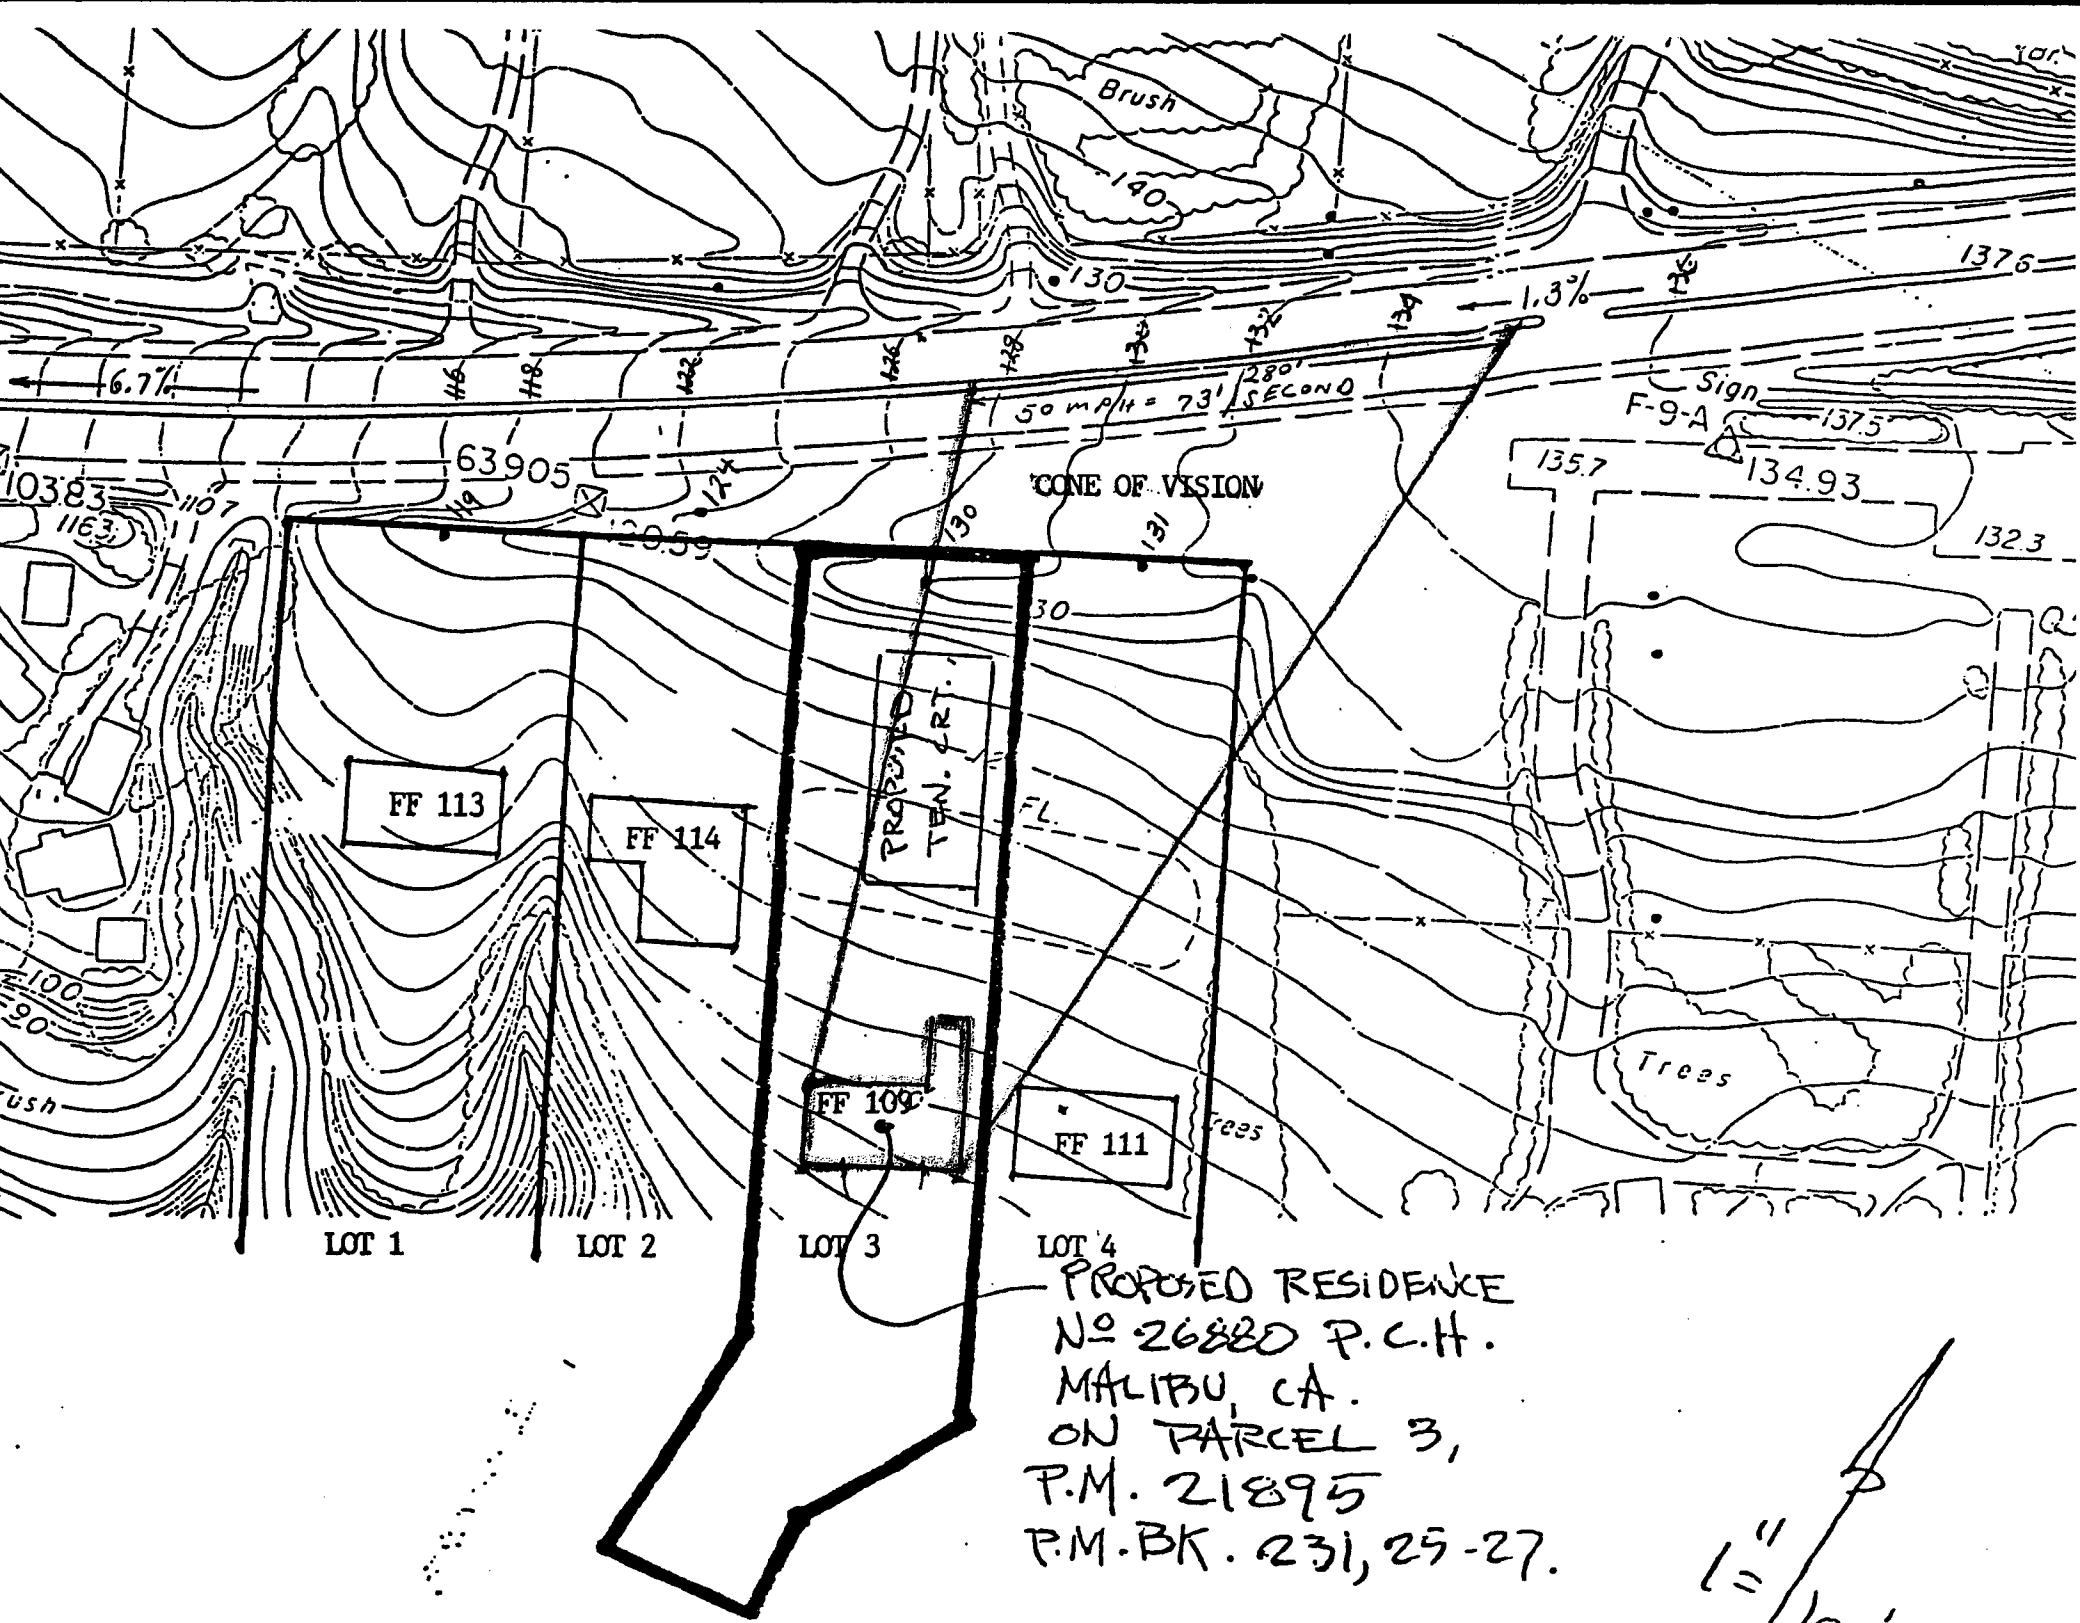 Brush
140
130
1376
1.3%
134
132
130
128
126
122
118
116
6.7%
280'
50 MPH = 73'/SECOND
Sign
F-9-A
137.5
135.7
134.93
132.3
63905
10383
1107
1163
119
124
130
131
CONE OF VISION
30
PROPOSED
TEN. CRT.
FL.
FF 113
FF 114
FF 109
FF 111
100
90
Trees
LOT 1
LOT 2
LOT 3
LOT 4
PROPOSED RESIDENCE
Nº 26880 P.C.H.
MALIBU, CA.
ON PARCEL 3,
P.M. 21895
P.M.BK. 231, 25-27.
1"=